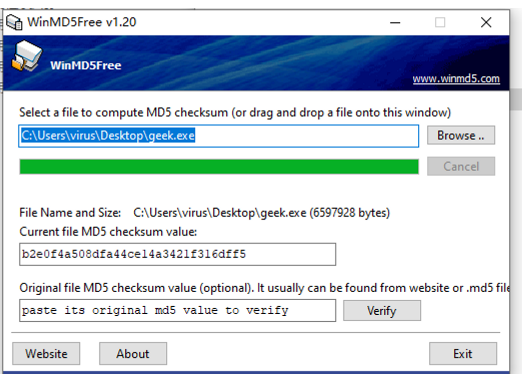 WinMD5Free v1.20
WinMD5Free
www.winmd5.com
Select a file to compute MD5 checksum (or drag and drop a file onto this window)
C:\Users\virus\Desktop\geek.exe
Browse ..
Cancel
File Name and Size: C:\Users\virus\Desktop\geek.exe (6597928 bytes)
Current file MD5 checksum value:
b2e0f4a508dfa44ce14a3421f316dff5
Original file MD5 checksum value (optional). It usually can be found from website or .md5 file
paste its original md5 value to verify
Verify
Website
About
Exit